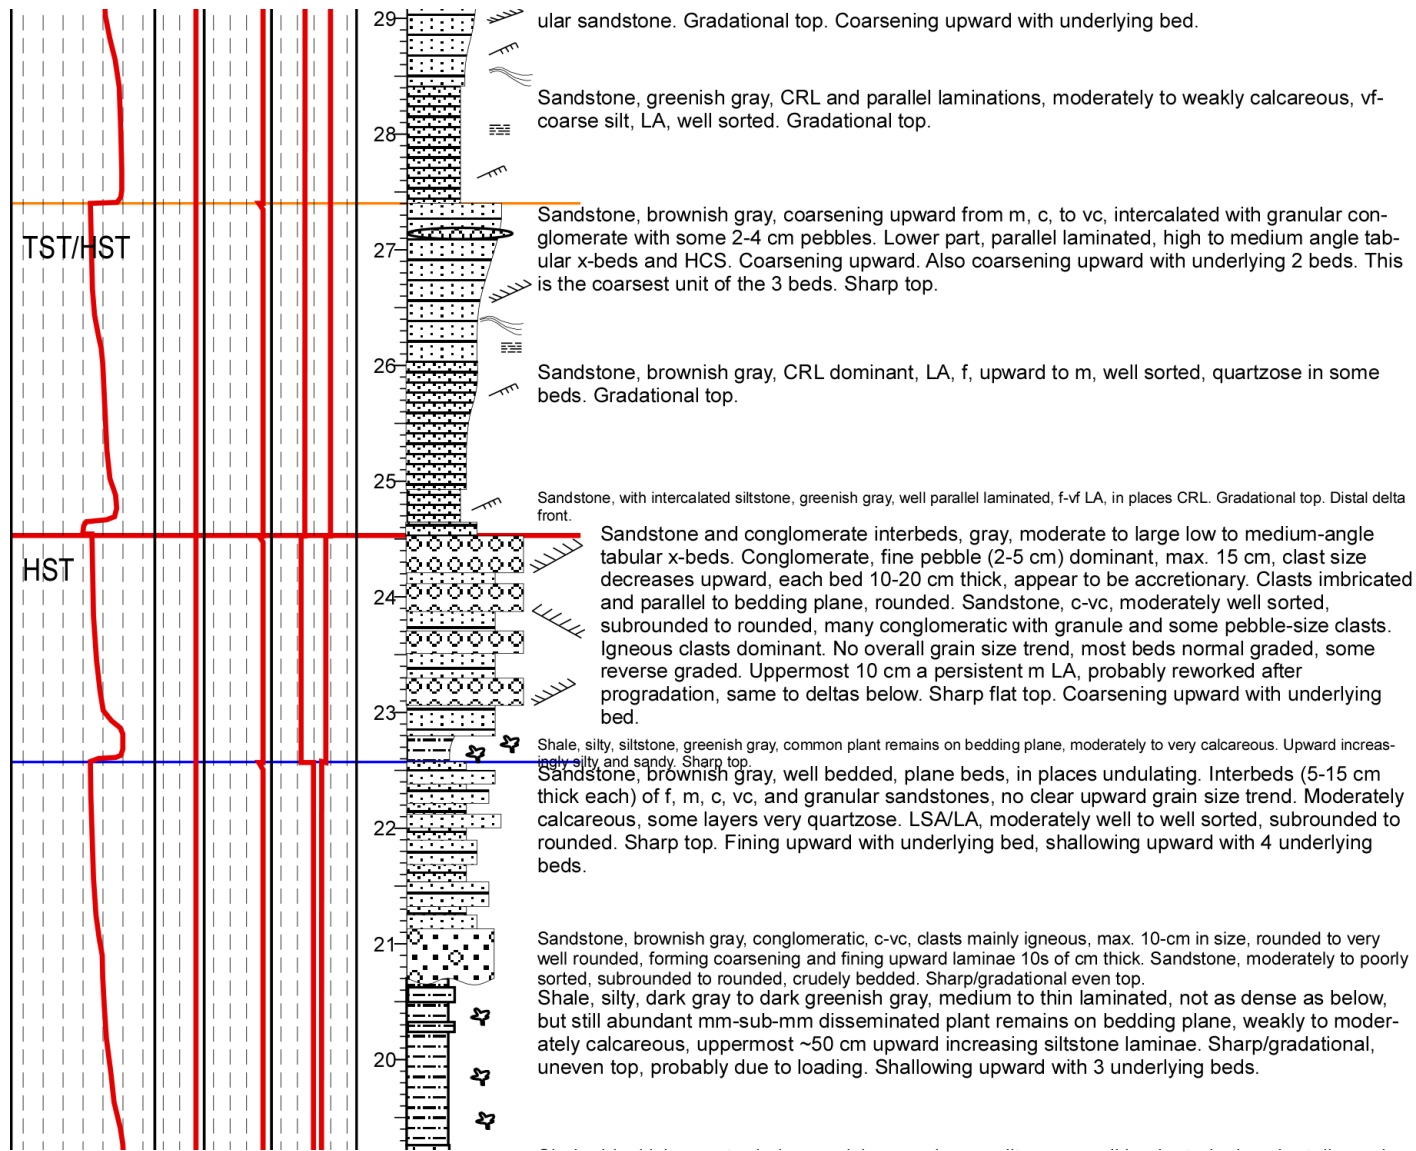 29
ular sandstone. Gradational top. Coarsening upward with underlying bed.
Sandstone, greenish gray, CRL and parallel laminations, moderately to weakly calcareous, vf-
coarse silt, LA, well sorted. Gradational top.
28
Sandstone, brownish gray, coarsening upward from m, c, to vc, intercalated with granular con-
glomerate with some 2-4 cm pebbles. Lower part, parallel laminated, high to medium angle tab-
ular x-beds and HCS. Coarsening upward. Also coarsening upward with underlying 2 beds. This
is the coarsest unit of the 3 beds. Sharp top.
TST/HST
27
26
Sandstone, brownish gray, CRL dominant, LA, f, upward to m, well sorted, quartzose in some
beds. Gradational top.
25
Sandstone, with intercalated siltstone, greenish gray, well parallel laminated, f-vf LA, in places CRL. Gradational top. Distal delta
front.
HST
Sandstone and conglomerate interbeds, gray, moderate to large low to medium-angle
tabular x-beds. Conglomerate, fine pebble (2-5 cm) dominant, max. 15 cm, clast size
decreases upward, each bed 10-20 cm thick, appear to be accretionary. Clasts imbricated
and parallel to bedding plane, rounded. Sandstone, c-vc, moderately well sorted,
subrounded to rounded, many conglomeratic with granule and some pebble-size clasts.
Igneous clasts dominant. No overall grain size trend, most beds normal graded, some
reverse graded. Uppermost 10 cm a persistent m LA, probably reworked after
progradation, same to deltas below. Sharp flat top. Coarsening upward with underlying
bed.
24
23
Shale, silty, siltstone, greenish gray, common plant remains on bedding plane, moderately to very calcareous. Upward increas-
ingly silty and sandy. Sharp top.
Sandstone, brownish gray, well bedded, plane beds, in places undulating. Interbeds (5-15 cm
thick each) of f, m, c, vc, and granular sandstones, no clear upward grain size trend. Moderately
calcareous, some layers very quartzose. LSA/LA, moderately well to well sorted, subrounded to
rounded. Sharp top. Fining upward with underlying bed, shallowing upward with 4 underlying
beds.
22
21
Sandstone, brownish gray, conglomeratic, c-vc, clasts mainly igneous, max. 10-cm in size, rounded to very
well rounded, forming coarsening and fining upward laminae 10s of cm thick. Sandstone, moderately to poorly
sorted, subrounded to rounded, crudely bedded. Sharp/gradational even top.
Shale, silty, dark gray to dark greenish gray, medium to thin laminated, not as dense as below,
but still abundant mm-sub-mm disseminated plant remains on bedding plane, weakly to moder-
ately calcareous, uppermost ~50 cm upward increasing siltstone laminae. Sharp/gradational,
uneven top, probably due to loading. Shallowing upward with 3 underlying beds.
20